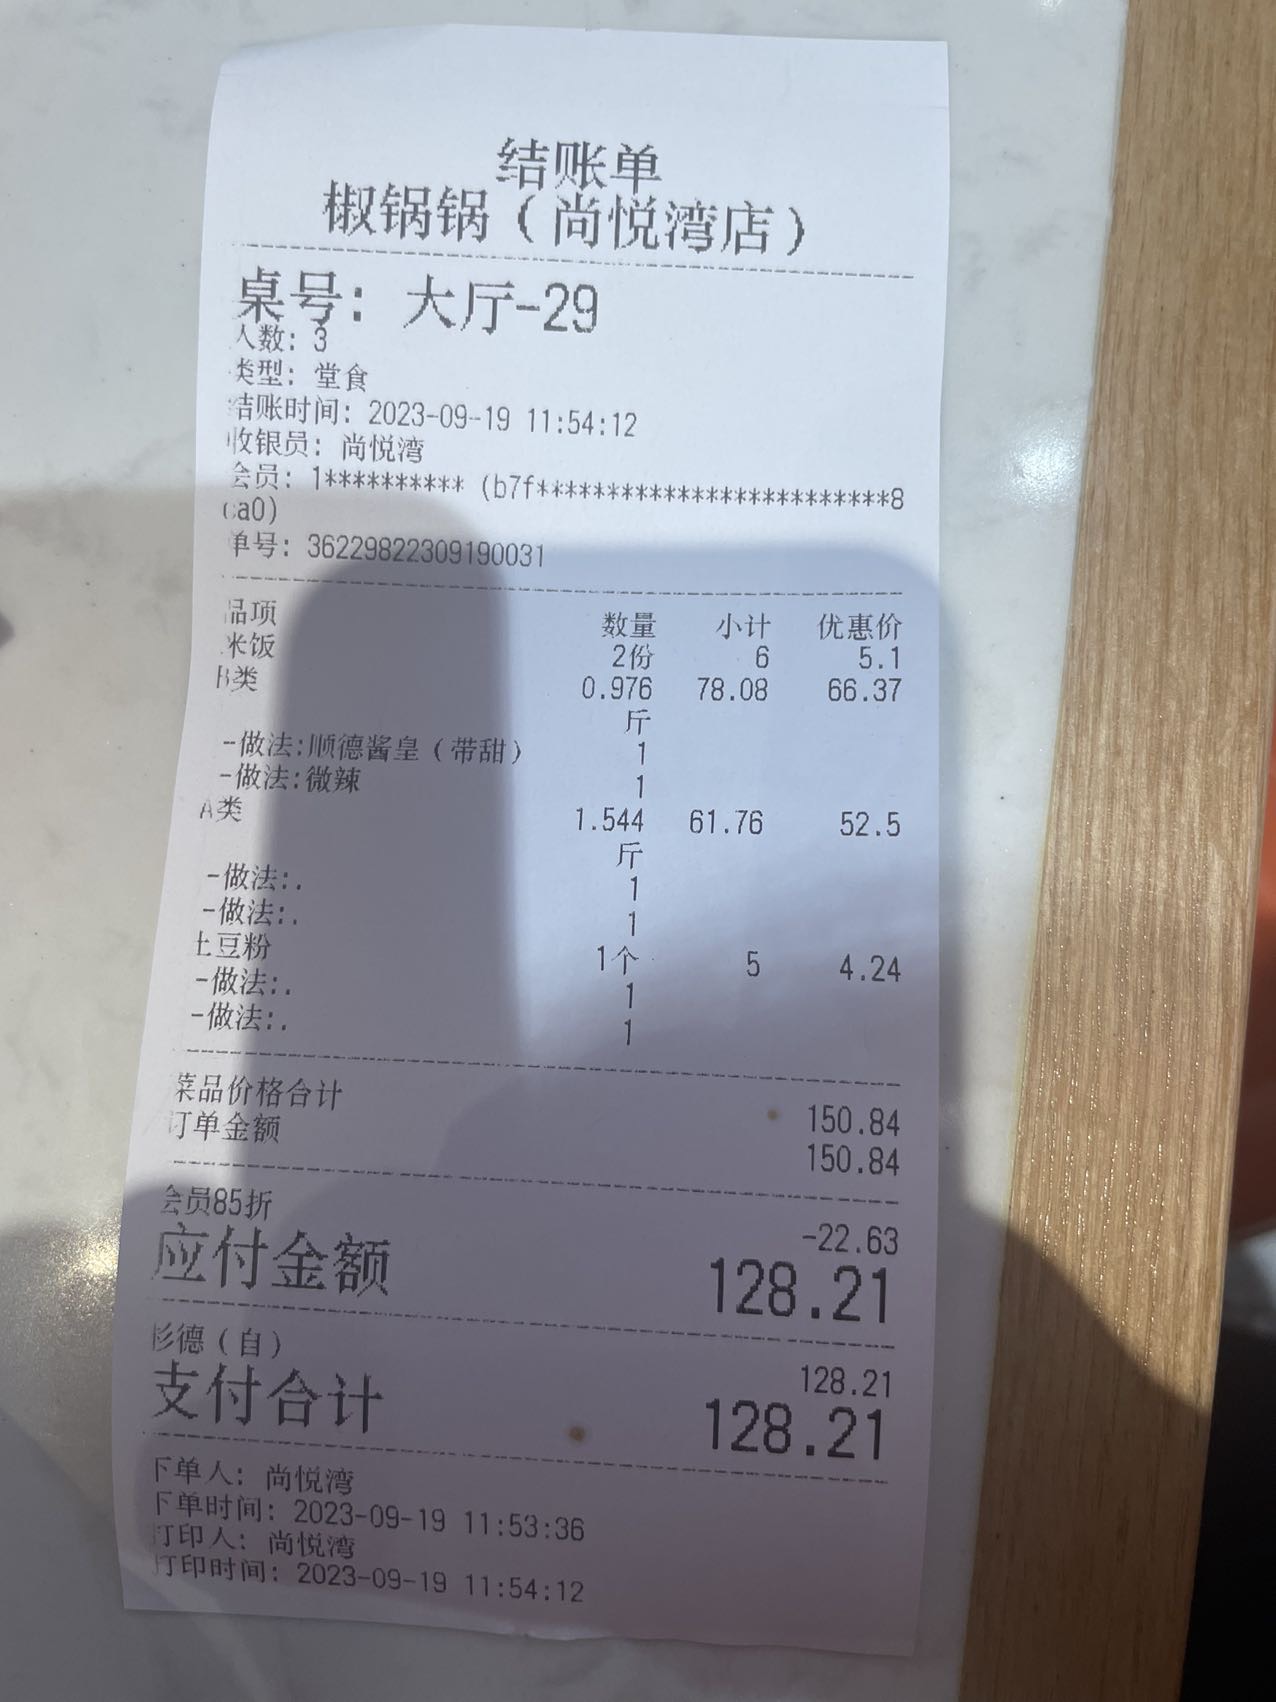 结账单
椒锅锅（尚悦湾店）
桌号：大厅-29
人数: 3
类型: 堂食
结账时间: 2023-09-19 11:54:12
收银员: 尚悦湾
会员: 1********** (b7f*************************8
ca0)
单号: 36229822309190031
品项 数量 小计 优惠价
米饭 2份 6 5.1
B类 0.976 78.08 66.37
斤
-做法:顺德酱皇（带甜） 1
-做法:微辣 1
A类 1.544 61.76 52.5
斤
-做法:. 1
-做法:. 1
土豆粉 1个 5 4.24
-做法:. 1
-做法:. 1
菜品价格合计 150.84
订单金额 150.84
会员85折 -22.63
应付金额 128.21
杉德（自） 128.21
支付合计 128.21
下单人: 尚悦湾
下单时间: 2023-09-19 11:53:36
打印人: 尚悦湾
打印时间: 2023-09-19 11:54:12